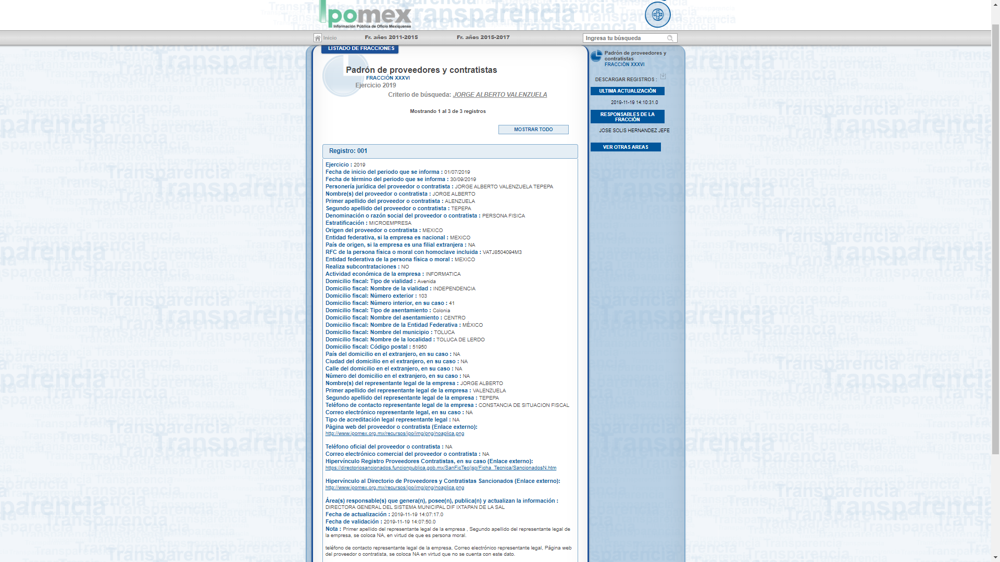 Ipomex
Información Pública de Oficio Mexiquense
Inicio
Fr. años 2011-2015
Fr. años 2015-2017
Ingresa tu búsqueda
LISTADO DE FRACCIONES
Padrón de proveedores y contratistas
FRACCIÓN XXXVI
Ejercicio 2019
Criterio de búsqueda: JORGE ALBERTO VALENZUELA
Mostrando 1 al 3 de 3 registros
MOSTRAR TODO
Registro: 001
Ejercicio : 2019
Fecha de inicio del periodo que se informa : 01/07/2019
Fecha de término del periodo que se informa : 30/09/2019
Personería jurídica del proveedor o contratista : JORGE ALBERTO VALENZUELA TEPEPA
Nombre(s) del proveedor o contratista : JORGE ALBERTO
Primer apellido del proveedor o contratista : ALENZUELA
Segundo apellido del proveedor o contratista : TEPEPA
Denominación o razón social del proveedor o contratista : PERSONA FISICA
Estratificación : MICROEMPRESA
Origen del proveedor o contratista : MEXICO
Entidad federativa, si la empresa es nacional : MEXICO
País de origen, si la empresa es una filial extranjera : NA
RFC de la persona física o moral con homoclave incluida : VATJ8504094M3
Entidad federativa de la persona física o moral : MEXICO
Realiza subcontrataciones : NO
Actividad económica de la empresa : INFORMATICA
Domicilio fiscal: Tipo de vialidad : Avenida
Domicilio fiscal: Nombre de la vialidad : INDEPENDENCIA
Domicilio fiscal: Número exterior : 103
Domicilio fiscal: Número interior, en su caso : 41
Domicilio fiscal: Tipo de asentamiento : Colonia
Domicilio fiscal: Nombre del asentamiento : CENTRO
Domicilio fiscal: Nombre de la Entidad Federativa : MÉXICO
Domicilio fiscal: Nombre del municipio : TOLUCA
Domicilio fiscal: Nombre de la localidad : TOLUCA DE LERDO
Domicilio fiscal: Código postal : 51950
País del domicilio en el extranjero, en su caso : NA
Ciudad del domicilio en el extranjero, en su caso : NA
Calle del domicilio en el extranjero, en su caso : NA
Número del domicilio en el extranjero, en su caso : NA
Nombre(s) del representante legal de la empresa : JORGE ALBERTO
Primer apellido del representante legal de la empresa : VALENZUELA
Segundo apellido del representante legal de la empresa : TEPEPA
Teléfono de contacto representante legal de la empresa : CONSTANCIA DE SITUACION FISCAL
Correo electrónico representante legal, en su caso : NA
Tipo de acreditación legal representante legal : NA
Página web del proveedor o contratista (Enlace externo):
http://www.ipomex.org.mx/recursos/ipo/img/png/noaplica.png
Teléfono oficial del proveedor o contratista : NA
Correo electrónico comercial del proveedor o contratista : NA
Hipervínculo Registro Proveedores Contratistas, en su caso (Enlace externo):
https://directoriosancionados.funcionpublica.gob.mx/SanFicTec/jsp/Ficha_Tecnica/SancionadosN.htm
Hipervínculo al Directorio de Proveedores y Contratistas Sancionados (Enlace externo):
http://www.ipomex.org.mx/recursos/ipo/img/png/noaplica.png
Área(s) responsable(s) que genera(n), posee(n), publica(n) y actualizan la información :
DIRECTORA GENERAL DEL SISTEMA MUNICIPAL DIF IXTAPAN DE LA SAL
Fecha de actualización : 2019-11-19 14:07:17.0
Fecha de validación : 2019-11-19 14:07:50.0
Nota : Primer apellido del representante legal de la empresa , Segundo apellido del representante legal de
la empresa, se coloca NA, en virtud de que es persona moral.
teléfono de contacto representante legal de la empresa, Correo electrónico representante legal, Página web
del proveedor o contratista, se coloca NA en virtud que no se cuenta con este dato.
Padrón de proveedores y
contratistas
FRACCIÓN XXXVI
DESCARGAR REGISTROS :
ULTIMA ACTUALIZACIÓN
2019-11-19 14:10:31.0
RESPONSABLES DE LA
FRACCIÓN
JOSE SOLIS HERNANDEZ JEFE
VER OTRAS AREAS